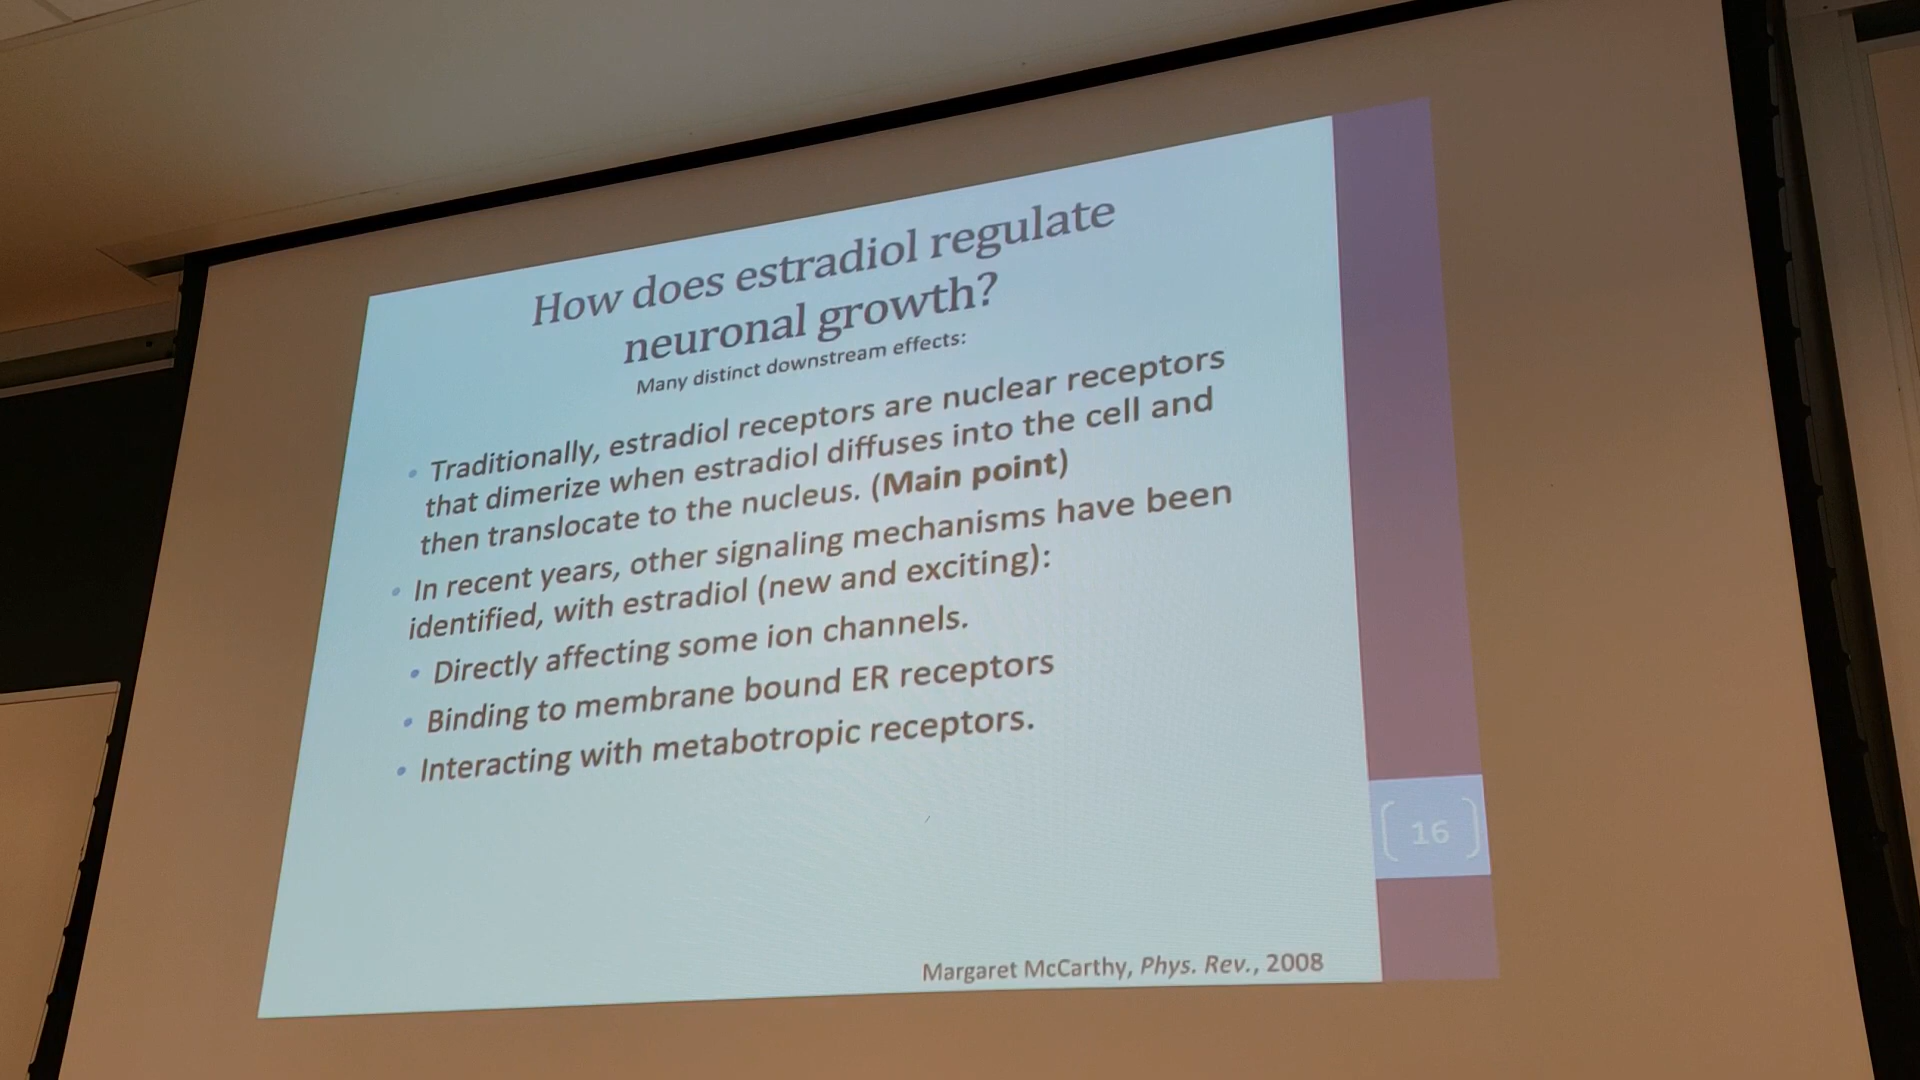 How does estradiol regulate
neuronal growth?
Many distinct downstream effects:
• Traditionally, estradiol receptors are nuclear receptors
that dimerize when estradiol diffuses into the cell and
then translocate to the nucleus. (Main point)
• In recent years, other signaling mechanisms have been
identified, with estradiol (new and exciting):
• Directly affecting some ion channels.
• Binding to membrane bound ER receptors
• Interacting with metabotropic receptors.
16
Margaret McCarthy, Phys. Rev., 2008